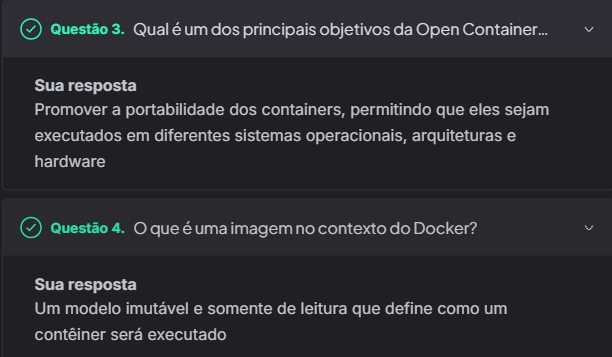 Questão 3. Qual é um dos principais objetivos da Open Container...
Sua resposta
Promover a portabilidade dos containers, permitindo que eles sejam
executados em diferentes sistemas operacionais, arquiteturas e
hardware
Questão 4. O que é uma imagem no contexto do Docker?
Sua resposta
Um modelo imutável e somente de leitura que define como um
contêiner será executado